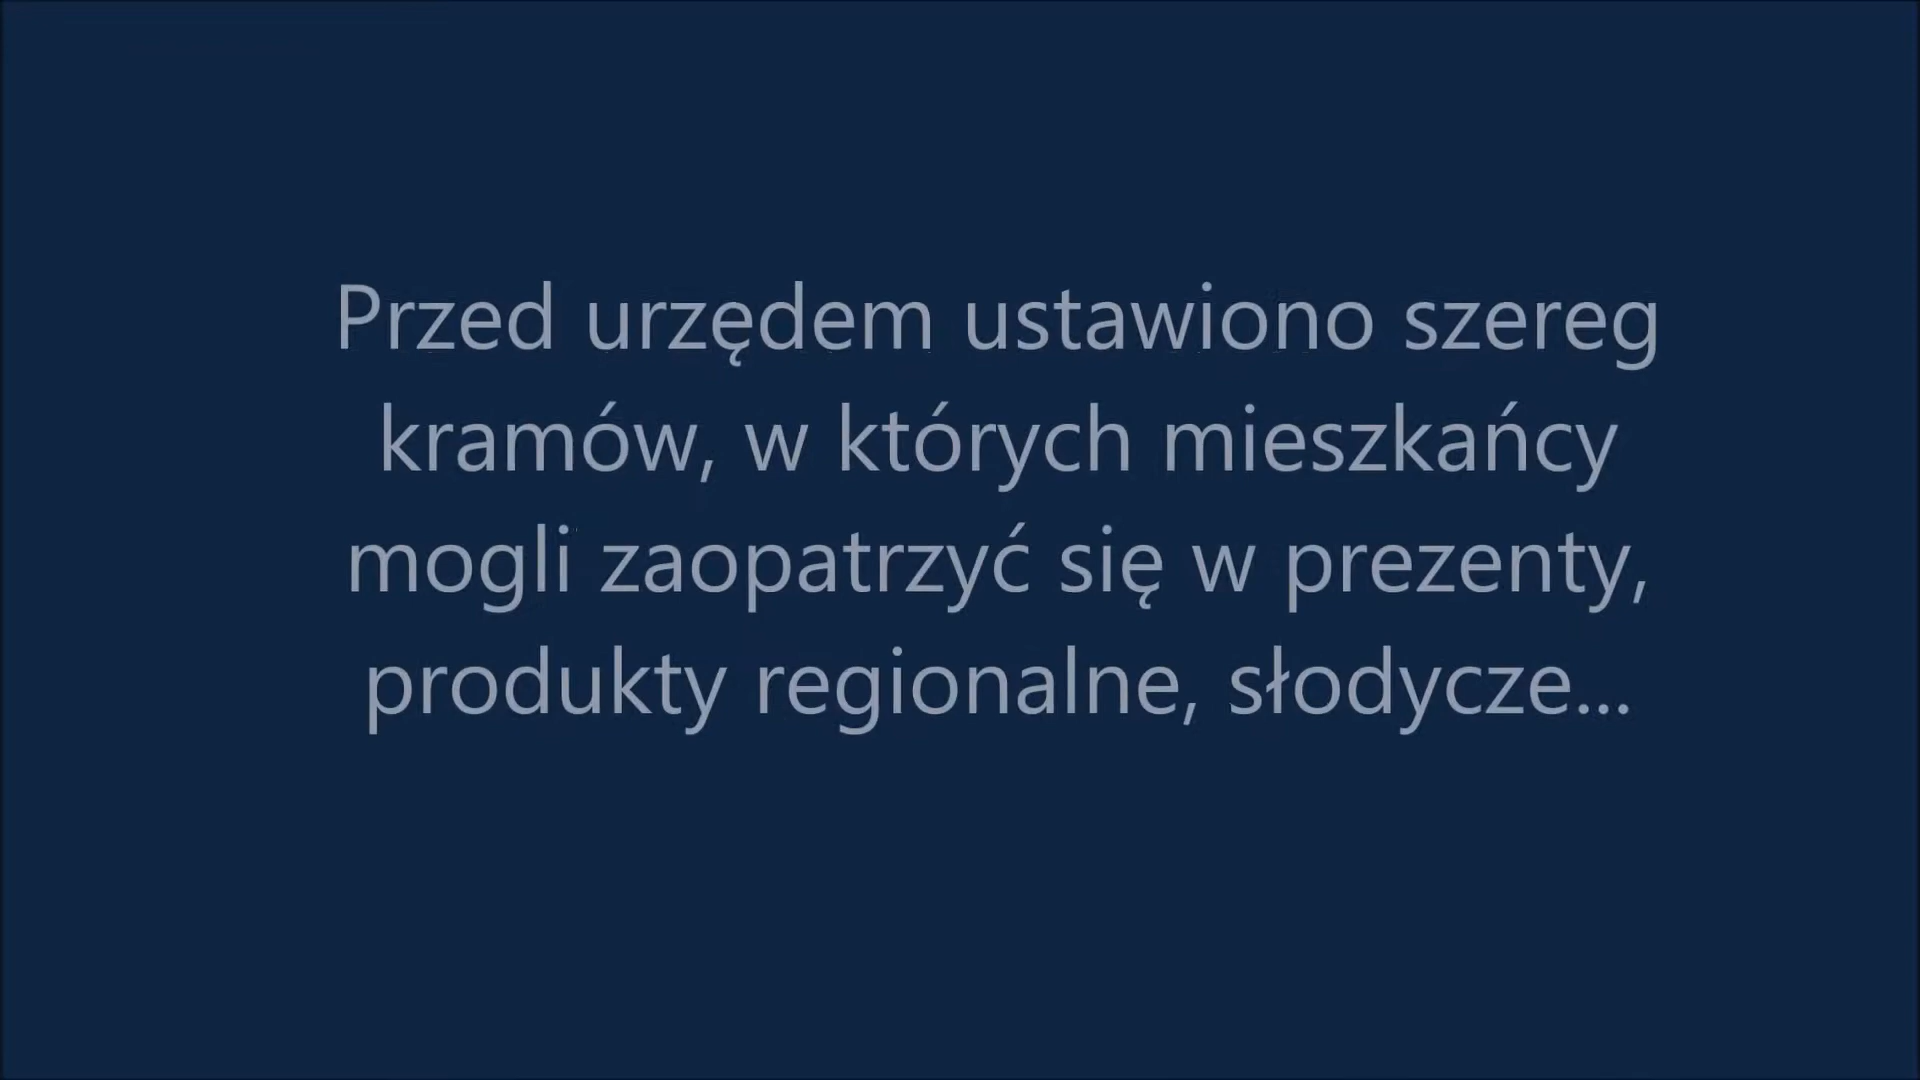 Przed urzędem ustawiono szereg
kramów, w których mieszkańcy
mogli zaopatrzyć się w prezenty,
produkty regionalne, słodycze...